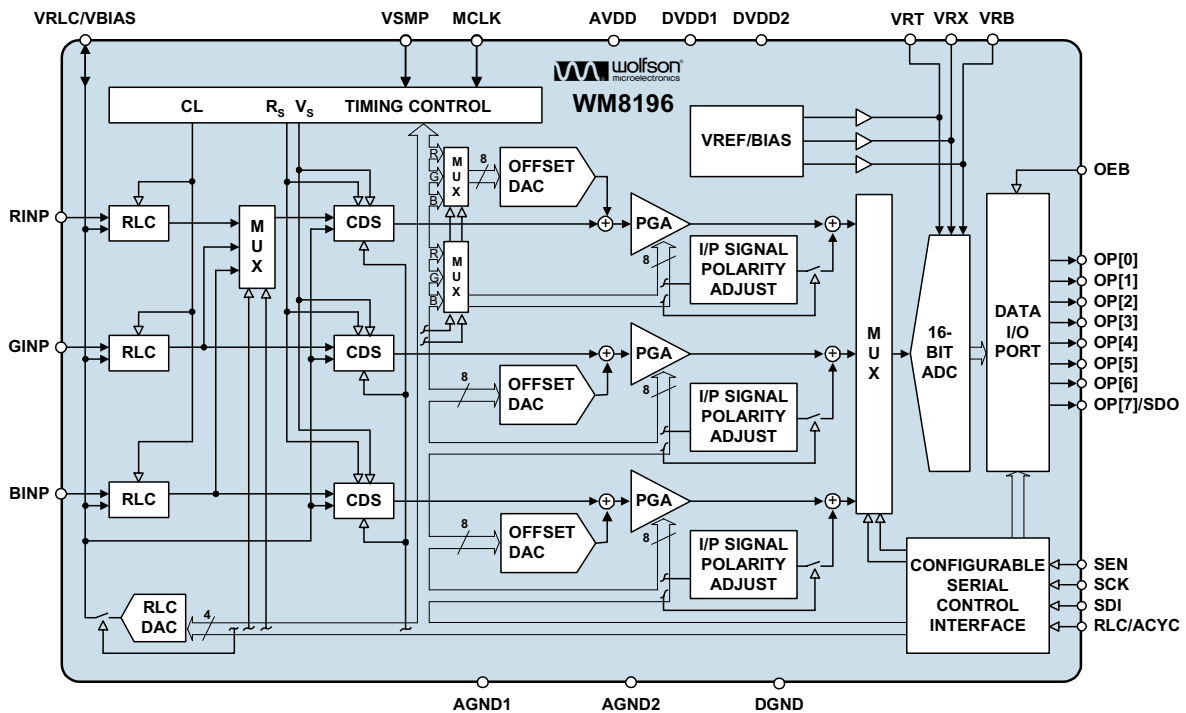 VRLC/VBIAS VSMP MCLK AVDD DVDD1 DVDD2 VRT VRX VRB
wolfson
microelectronics
WM8196
CL RS VS TIMING CONTROL
VREF/BIAS
OEB
R
G
B
MUX
8
OFFSET
DAC
RINP
RLC
MUX
CDS
PGA
8
I/P SIGNAL
POLARITY
ADJUST
R
G
B
MUX
MUX
16-
BIT
ADC
DATA
I/O
PORT
OP[0]
OP[1]
OP[2]
OP[3]
OP[4]
OP[5]
OP[6]
OP[7]/SDO
GINP
RLC
CDS
PGA
8
OFFSET
DAC
8
I/P SIGNAL
POLARITY
ADJUST
BINP
RLC
CDS
PGA
8
OFFSET
DAC
8
I/P SIGNAL
POLARITY
ADJUST
CONFIGURABLE
SERIAL
CONTROL
INTERFACE
SEN
SCK
SDI
RLC/ACYC
RLC
DAC
4
AGND1 AGND2 DGND